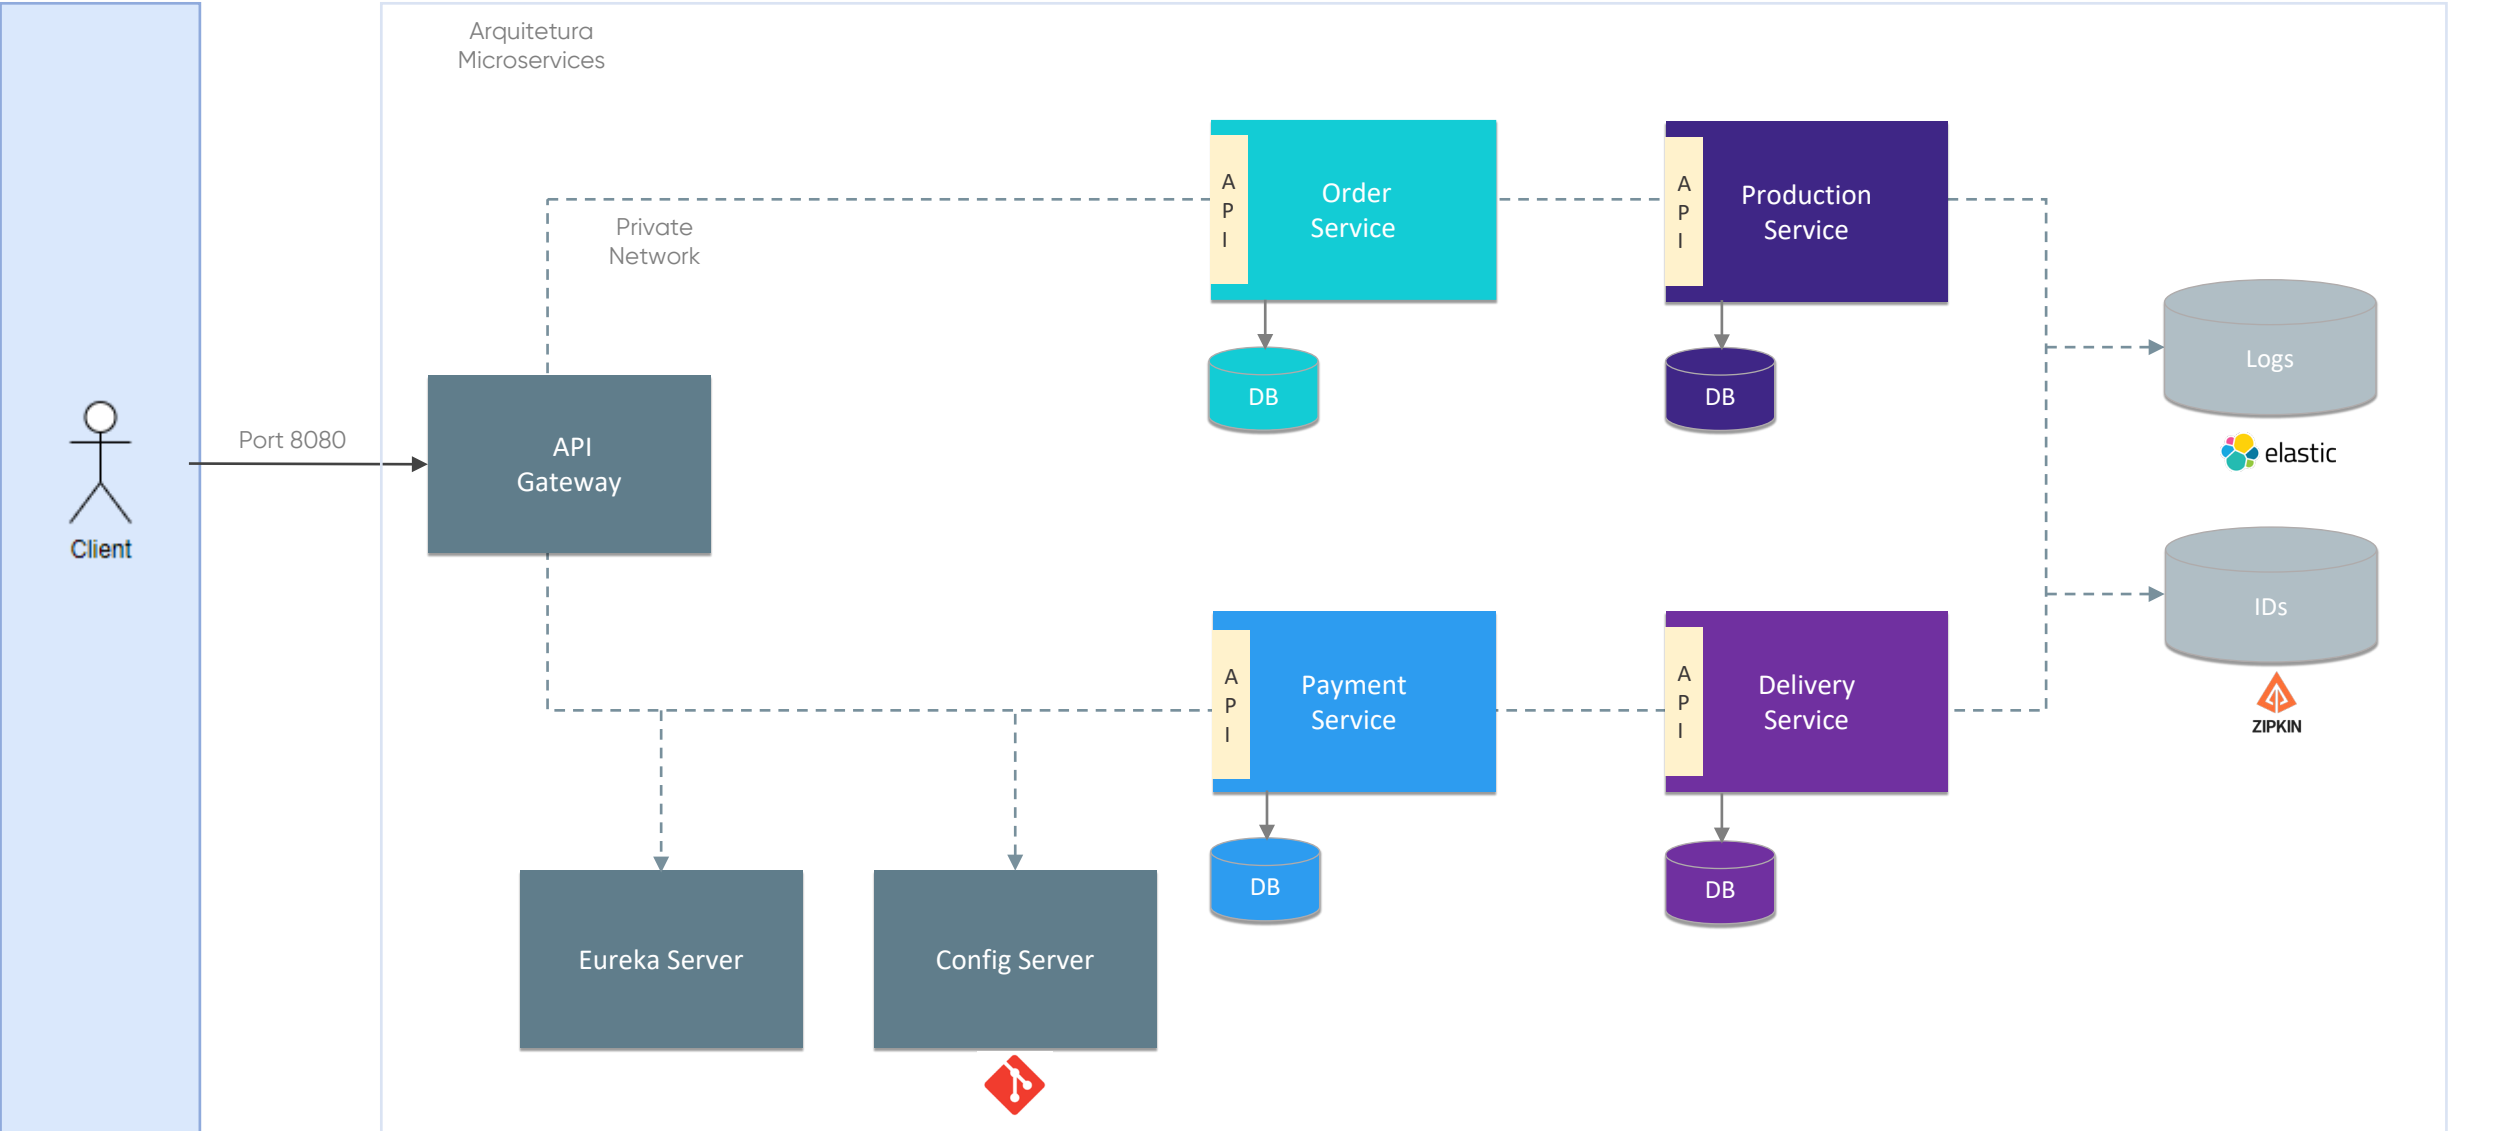 Arquitetura
Microservices
Private
Network
Client
Port 8080
API
Gateway
A
P
I
Order
Service
DB
A
P
I
Production
Service
DB
Logs
elastic
IDs
ZIPKIN
A
P
I
Payment
Service
DB
A
P
I
Delivery
Service
DB
Eureka Server
Config Server